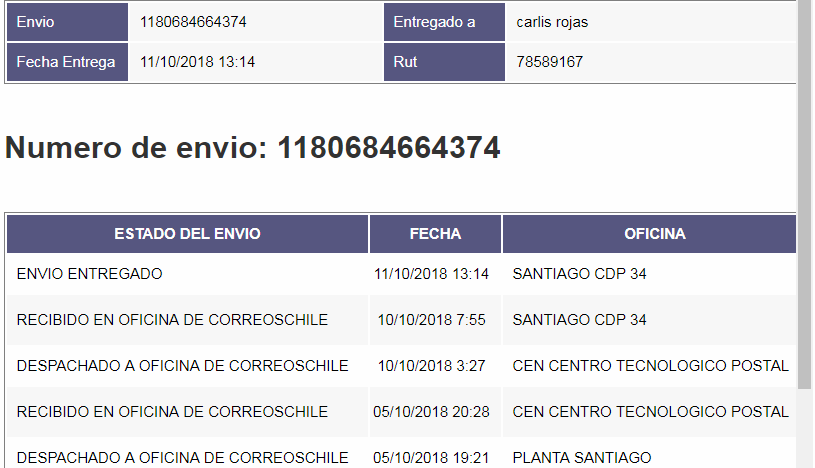 Envio 1180684664374 Entregado a carlis rojas
Fecha Entrega 11/10/2018 13:14 Rut 78589167
Numero de envio: 1180684664374
ESTADO DEL ENVIO FECHA OFICINA
ENVIO ENTREGADO 11/10/2018 13:14 SANTIAGO CDP 34
RECIBIDO EN OFICINA DE CORREOSCHILE 10/10/2018 7:55 SANTIAGO CDP 34
DESPACHADO A OFICINA DE CORREOSCHILE 10/10/2018 3:27 CEN CENTRO TECNOLOGICO POSTAL
RECIBIDO EN OFICINA DE CORREOSCHILE 05/10/2018 20:28 CEN CENTRO TECNOLOGICO POSTAL
DESPACHADO A OFICINA DE CORREOSCHILE 05/10/2018 19:21 PLANTA SANTIAGO